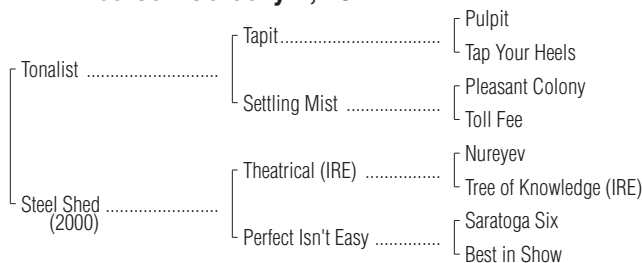 Pulpit
Tapit..................................
Tap Your Heels
Tonalist ............................
Pleasant Colony
Settling Mist ....................
Toll Fee
Nureyev
Theatrical (IRE) ................
Tree of Knowledge (IRE)
Steel Shed ........................
(2000)
Saratoga Six
Perfect Isn't Easy .............
Best in Show